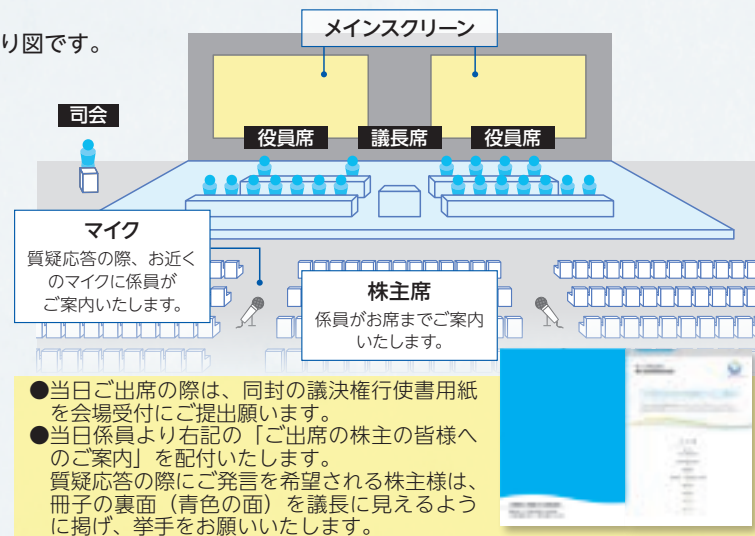 り図です。
メインスクリーン
司会
役員席
議長席
役員席
マイク
質疑応答の際、お近く
のマイクに係員が
ご案内いたします。
株主席
係員がお席までご案内
いたします。
●当日ご出席の際は、同封の議決権行使書用紙
を会場受付にご提出願います。
●当日係員より右記の「ご出席の株主の皆様へ
のご案内」を配付いたします。
質疑応答の際にご発言を希望される株主様は、
冊子の裏面（青色の面）を議長に見えるよう
に掲げ、挙手をお願いいたします。